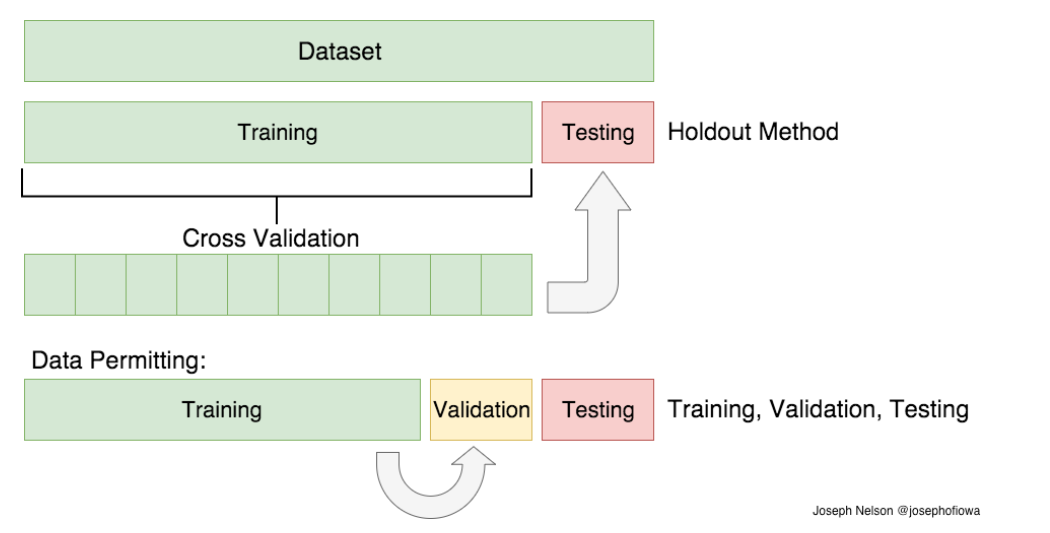 Dataset
Training
Testing
Holdout Method
Cross Validation
Data Permitting:
Training
Validation
Testing
Training, Validation, Testing
Joseph Nelson @josephofiowa